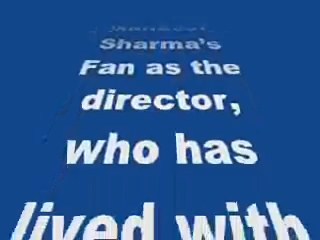 Sharma's
Fan as the
director,
who has
lived with